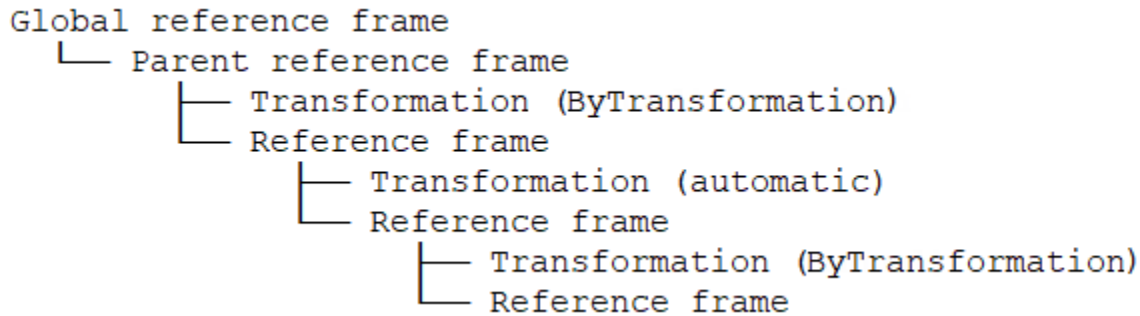 Global reference frame
Parent reference frame
Transformation (ByTransformation)
Reference frame
Transformation (automatic)
Reference frame
Transformation (ByTransformation)
Reference frame